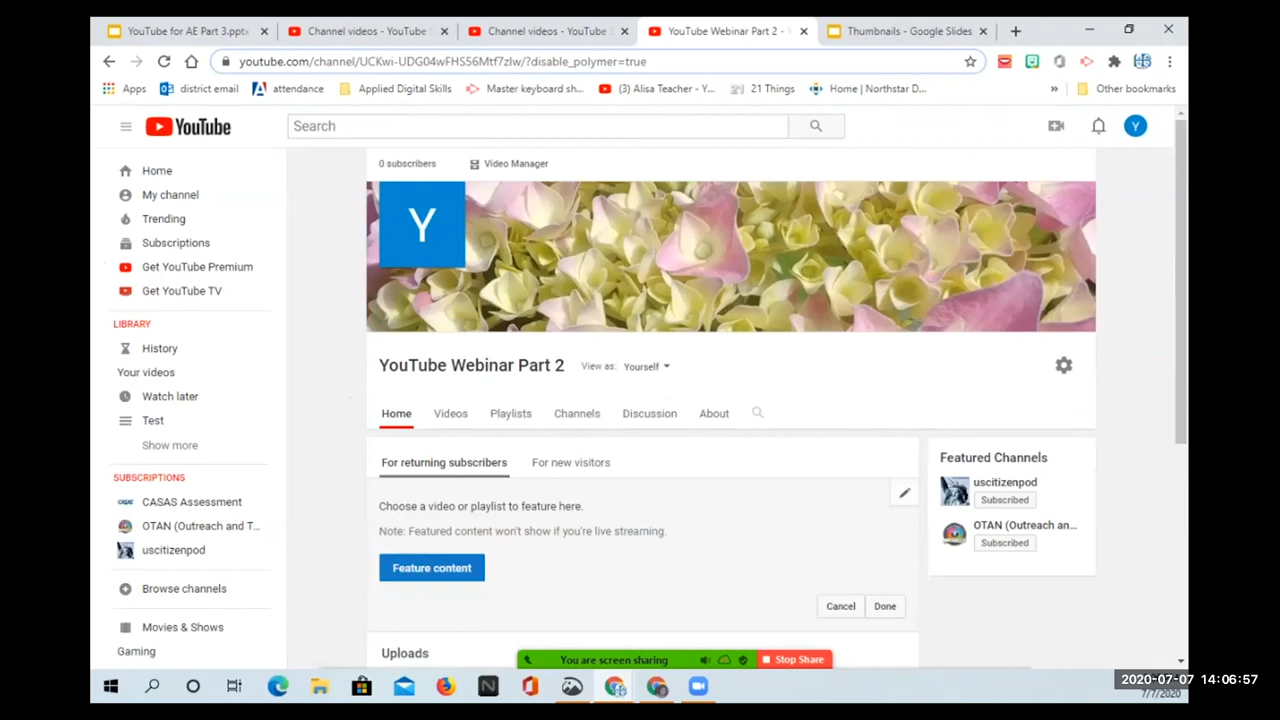 YouTube for AE Part 3.pptx
Channel videos - YouTube
Channel videos - YouTube
YouTube Webinar Part 2 -
Thumbnails - Google Slides
youtube.com/channel/UCKwi-UDG04wFHS56Mtf7zlw/?disable_polymer=true
Apps
district email
attendance
Applied Digital Skills
Master keyboard sh...
(3) Alisa Teacher - Y...
21 Things
Home | Northstar D...
»
Other bookmarks
YouTube
Search
Y
0 subscribers
Video Manager
Home
My channel
Trending
Subscriptions
Get YouTube Premium
Get YouTube TV
LIBRARY
History
Your videos
Watch later
Test
Show more
SUBSCRIPTIONS
CASAS Assessment
OTAN (Outreach and T...
uscitizenpod
Browse channels
Movies & Shows
Gaming
Y
YouTube Webinar Part 2
View as: Yourself
Home Videos Playlists Channels Discussion About
For returning subscribers
For new visitors
Choose a video or playlist to feature here.
Note: Featured content won't show if you're live streaming.
Feature content
Cancel
Done
Uploads
Featured Channels
uscitizenpod
Subscribed
OTAN (Outreach an...
Subscribed
You are screen sharing
Stop Share
2020-07-07 14:06:57
7/7/2020